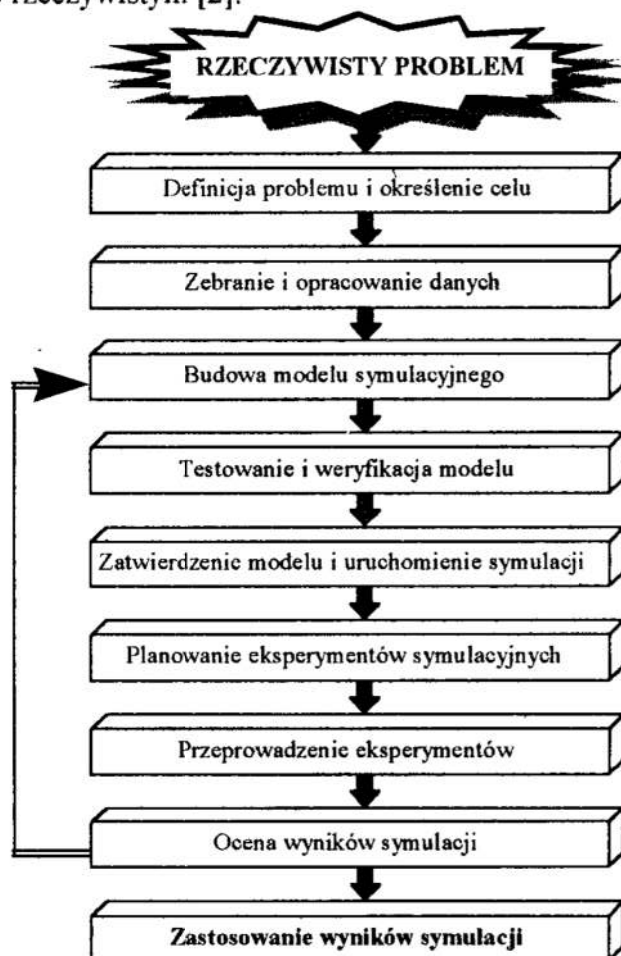 [2].
RZECZYWISTY PROBLEM
Definicja problemu i określenie celu
Zebranie i opracowanie danych
Budowa modelu symulacyjnego
Testowanie i weryfikacja modelu
Zatwierdzenie modelu i uruchomienie symulacji
Planowanie eksperymentów symulacyjnych
Przeprowadzenie eksperymentów
Ocena wyników symulacji
Zastosowanie wyników symulacji